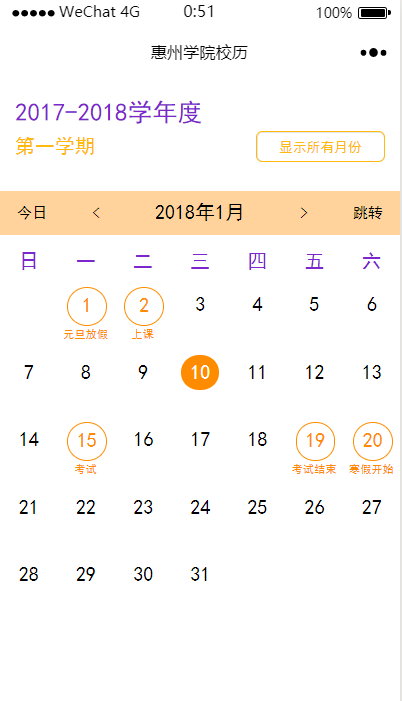 WeChat 4G 0:51 100%
惠州学院校历
2017-2018学年度
第一学期 显示所有月份
今日 < 2018年1月 > 跳转
日 一 二 三 四 五 六
1 2 3 4 5 6
元旦放假 上课
7 8 9 10 11 12 13
14 15 16 17 18 19 20
考试 考试结束 寒假开始
21 22 23 24 25 26 27
28 29 30 31